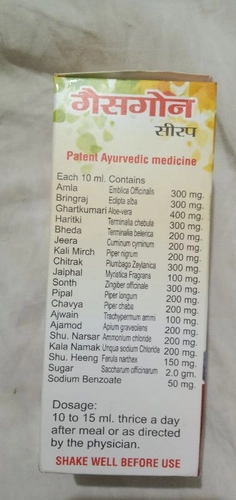 गैसगोन
सीरप
Patent Ayurvedic medicine
Each 10 ml. Contains
Amla Emblica Officinalis 300 mg.
Bringraj Eclipta alba 300 mg.
Ghartkumari Aloe-vera 400 mg.
Haritki Terminalia chebula 300 mg.
Bheda Terminalia belerica 200 mg.
Jeera Cuminum cyminum 200 mg.
Kali Mirch Piper nigrum 200 mg.
Chitrak Plumbago Zeylanica 300 mg.
Jaiphal Myristica Fragrans 100 mg.
Sonth Zingiber officinale 300 mg.
Pipal Piper longum 200 mg.
Chavya Piper chaba 200 mg.
Ajwain Trachypermum ammi 100 mg.
Ajamod Apium graveolens 200 mg.
Shu. Narsar Ammonium chloride 200 mg.
Kala Namak Ungua sodium Chloride 200 mg.
Shu. Heeng Ferula narthex 150 mg.
Sugar Saccharum officinarum 2.0 gm.
Sodium Benzoate 50 mg.
Dosage:
10 to 15 ml. thrice a day
after meal or as directed
by the physician.
SHAKE WELL BEFORE USE